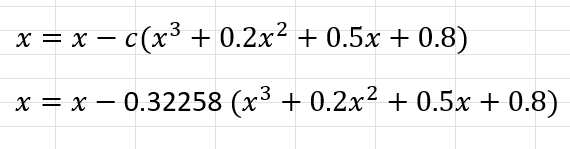 x = x − c(x³ + 0.2x² + 0.5x + 0.8)
x = x − 0.32258 (x³ + 0.2x² + 0.5x + 0.8)